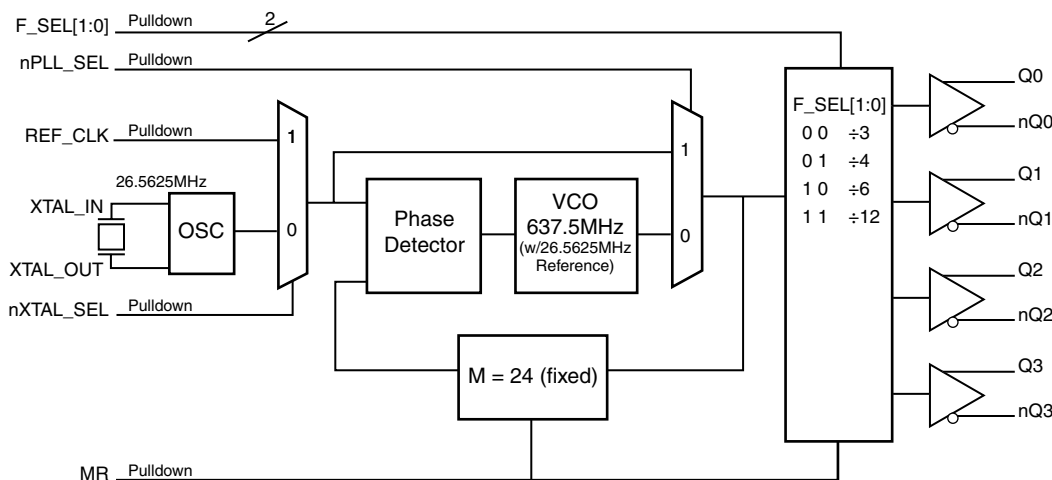 F_SEL[1:0] Pulldown 2
nPLL_SEL Pulldown
REF_CLK Pulldown
26.5625MHz
XTAL_IN
OSC
XTAL_OUT
nXTAL_SEL Pulldown
1
0
Phase
Detector
VCO
637.5MHz
(w/26.5625MHz
Reference)
1
0
M = 24 (fixed)
MR Pulldown
F_SEL[1:0]
0 0 ÷3
0 1 ÷4
1 0 ÷6
1 1 ÷12
Q0
nQ0
Q1
nQ1
Q2
nQ2
Q3
nQ3